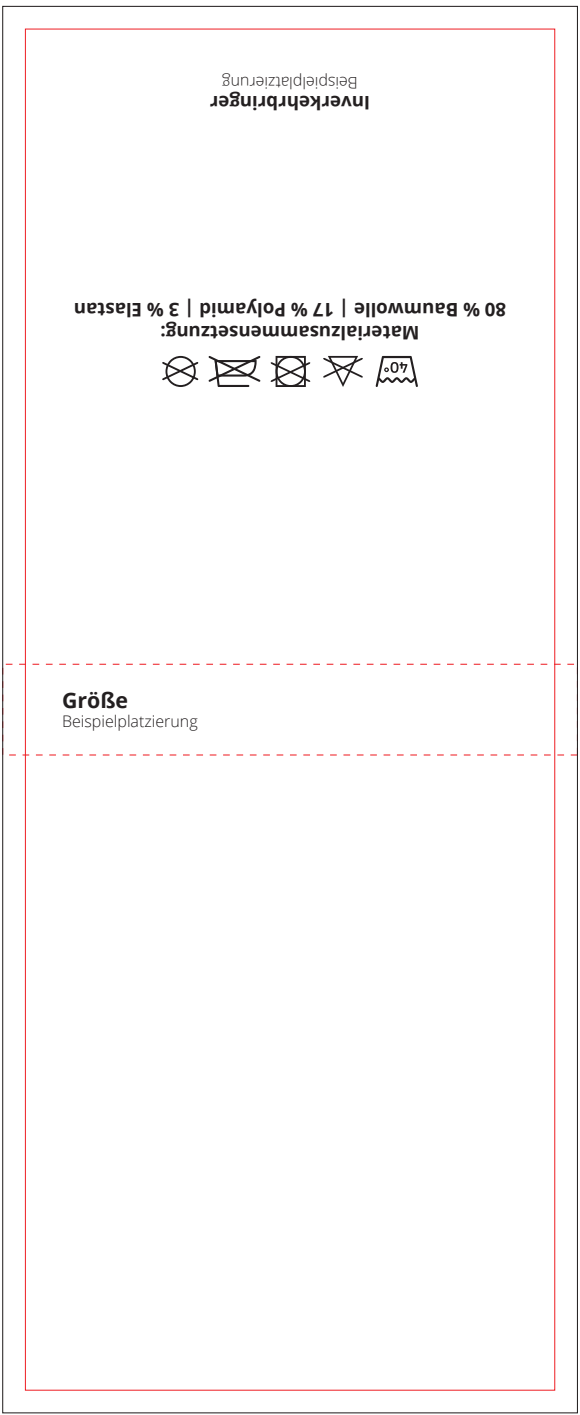 40°
Materialzusammensetzung:
80 % Baumwolle | 17 % Polyamid | 3 % Elastan
Inverkehrbringer
Beispielplatzierung
Größe
Beispielplatzierung